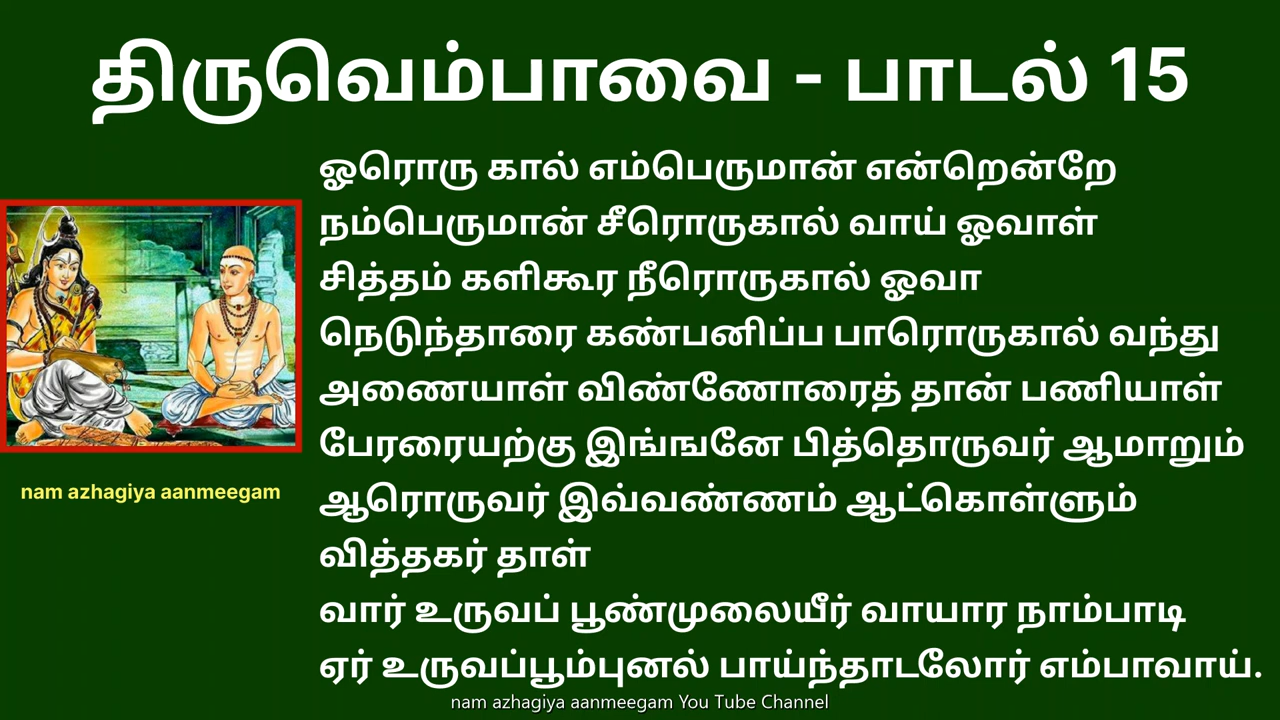 திருவெம்பாவை - பாடல் 15
ஓரொரு கால் எம்பெருமான் என்றென்றே
நம்பெருமான் சீரொருகால் வாய் ஓவாள்
சித்தம் களிகூர நீரொருகால் ஓவா
நெடுந்தாரை கண்பனிப்ப பாரொருகால் வந்து
அணையாள் விண்ணோரைத் தான் பணியாள்
பேரரையற்கு இங்ஙனே பித்தொருவர் ஆமாறும்
ஆரொருவர் இவ்வண்ணம் ஆட்கொள்ளும்
வித்தகர் தாள்
வார் உருவப் பூண்முலையீர் வாயார நாம்பாடி
ஏர் உருவப்பூம்புனல் பாய்ந்தாடலோர் எம்பாவாய்.
nam azhagiya aanmeegam
nam azhagiya aanmeegam You Tube Channel